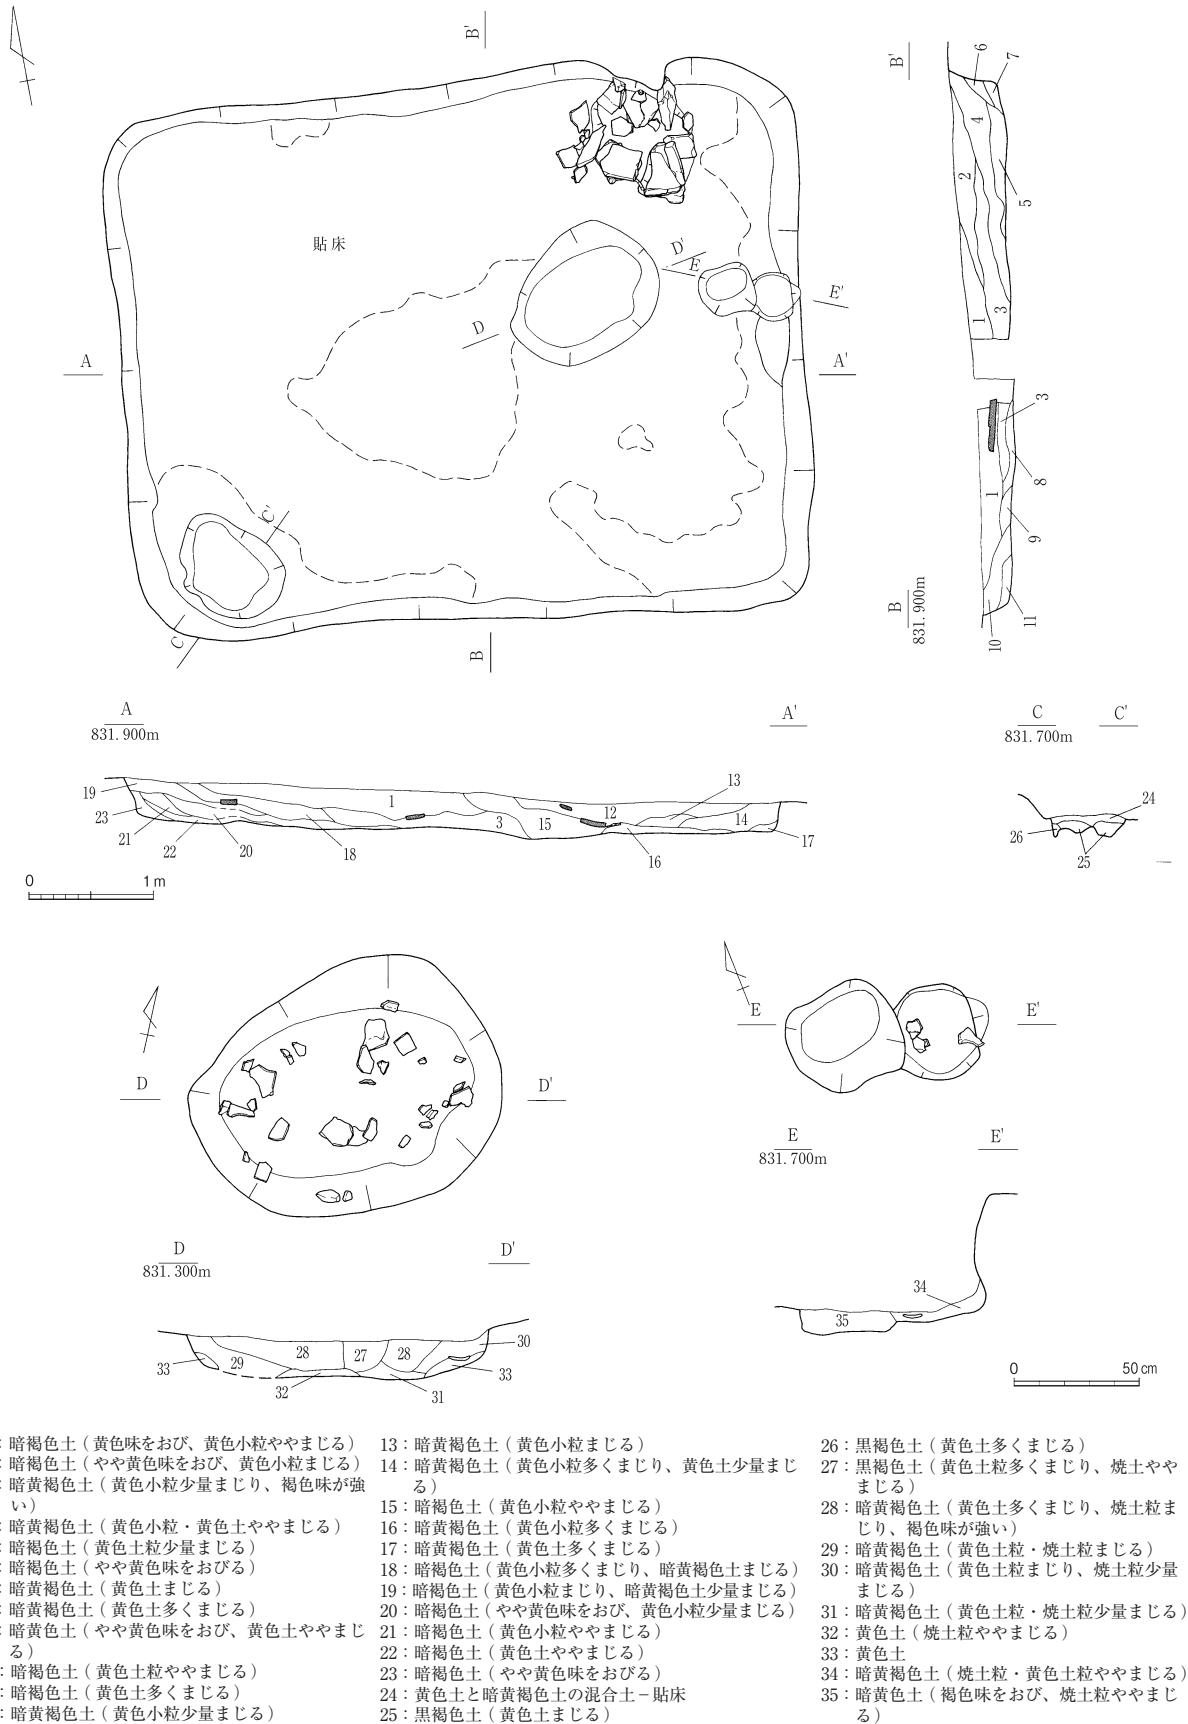 B'
貼床
D'
E
E'
D
A
A'
C'
C
B
B'
6
7
4
2
5
1
3
3
8
1
9
B
831.900m
10
11
A
831.900m
A'
C
831.700m
C'
19
23
21
22
20
18
1
3
15
12
13
14
16
17
24
26
25
0
1m
D
D'
E
E'
E
831.700m
E'
D
831.300m
D'
33
29
28
27
28
30
33
32
31
34
35
0
50cm
:暗褐色土(黄色味をおび、黄色小粒ややまじる)
:暗褐色土(やや黄色味をおび、黄色小粒まじる)
:暗黄褐色土(黄色小粒少量まじり、褐色味が強
い)
:暗黄褐色土(黄色小粒・黄色土ややまじる)
:暗褐色土(黄色土粒少量まじる)
:暗褐色土(やや黄色味をおびる)
:暗黄褐色土(黄色土まじる)
:暗黄褐色土(黄色土多くまじる)
:暗黄色土(やや黄色味をおび、黄色土ややまじ
る)
:暗褐色土(黄色土粒ややまじる)
:暗褐色土(黄色土多くまじる)
:暗黄褐色土(黄色小粒少量まじる)
13:暗黄褐色土(黄色小粒まじる)
14:暗黄褐色土(黄色小粒多くまじり、黄色土少量まじ
る)
15:暗褐色土(黄色小粒ややまじる)
16:暗黄褐色土(黄色小粒多くまじる)
17:暗黄褐色土(黄色土多くまじる)
18:暗褐色土(黄色小粒多くまじり、暗黄褐色土まじる)
19:暗褐色土(黄色小粒まじり、暗黄褐色土少量まじる)
20:暗褐色土(やや黄色味をおび、黄色小粒少量まじる)
21:暗褐色土(黄色小粒ややまじる)
22:暗褐色土(黄色土ややまじる)
23:暗褐色土(やや黄色味をおびる)
24:黄色土と暗黄褐色土の混合土−貼床
25:黒褐色土(黄色土まじる)
26:黒褐色土(黄色土多くまじる)
27:黒褐色土(黄色土粒多くまじり、焼土やや
まじる)
28:暗黄褐色土(黄色土多くまじり、焼土粒ま
じり、褐色味が強い)
29:暗黄褐色土(黄色土粒・焼土粒まじる)
30:暗黄褐色土(黄色土粒まじり、焼土粒少量
まじる)
31:暗黄褐色土(黄色土粒・焼土粒少量まじる)
32:黄色土(焼土粒ややまじる)
33:黄色土
34:暗黄褐色土(焼土粒・黄色土粒ややまじる)
35:暗黄色土(褐色味をおび、焼土粒ややまじ
る)